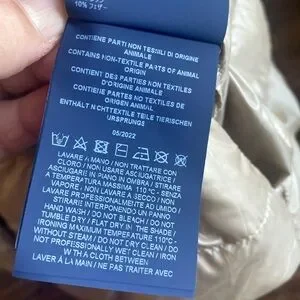 10% フェザー
CONTIENE PARTI NON TESSILI DI ORIGINE
ANIMALE
CONTAINS NON-TEXTILE PARTS OF ANIMAL
ORIGIN
CONTIENT DES PARTIES NON TEXTILES
D'ORIGINE ANIMALE
CONTIENE PARTES NO TEXTILES DE
ORIGEN ANIMAL
ENTHÄLT NICHTTEXTILE TEILE TIERISCHEN
URSPRUNGS
05/2022
LAVARE A MANO / NON TRATTARE CON
CLORO / NON USARE ASCIUGATRICE /
ASCIUGARE IN PIANO IN OMBRA / STIRARE
A TEMPERATURA MASSIMA 110°C - SENZA
VAPORE / NON LAVARE A SECCO / NON
LAVARE PROFESSIONALMENTE AD UMIDO /
STIRARE INTERPONENDO UN PANNO
HAND WASH / DO NOT BLEACH / DO NOT
TUMBLE DRY / FLAT DRY IN THE SHADE /
IRONING MAXIMUM TEMPERATURE 110°C -
WITHOUT STEAM / DO NOT DRY CLEAN / DO
NOT PROFESSIONALLY WET CLEAN / IRON
WITH A CLOTH BETWEEN
LAVER À LA MAIN / NE PAS TRAITER AVEC